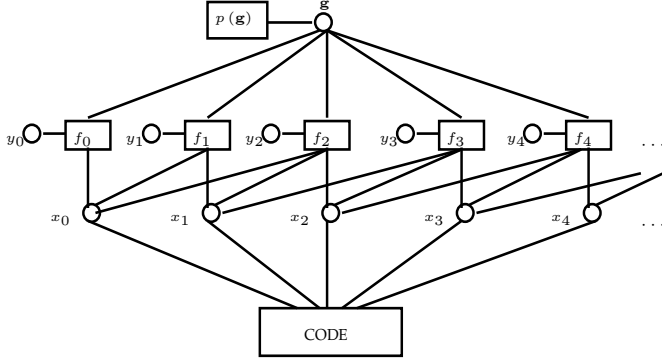 g
p (g)
y₀ f₀ y₁ f₁ y₂ f₂ y₃ f₃ y₄ f₄ ...
x₀ x₁ x₂ x₃ x₄ ...
CODE